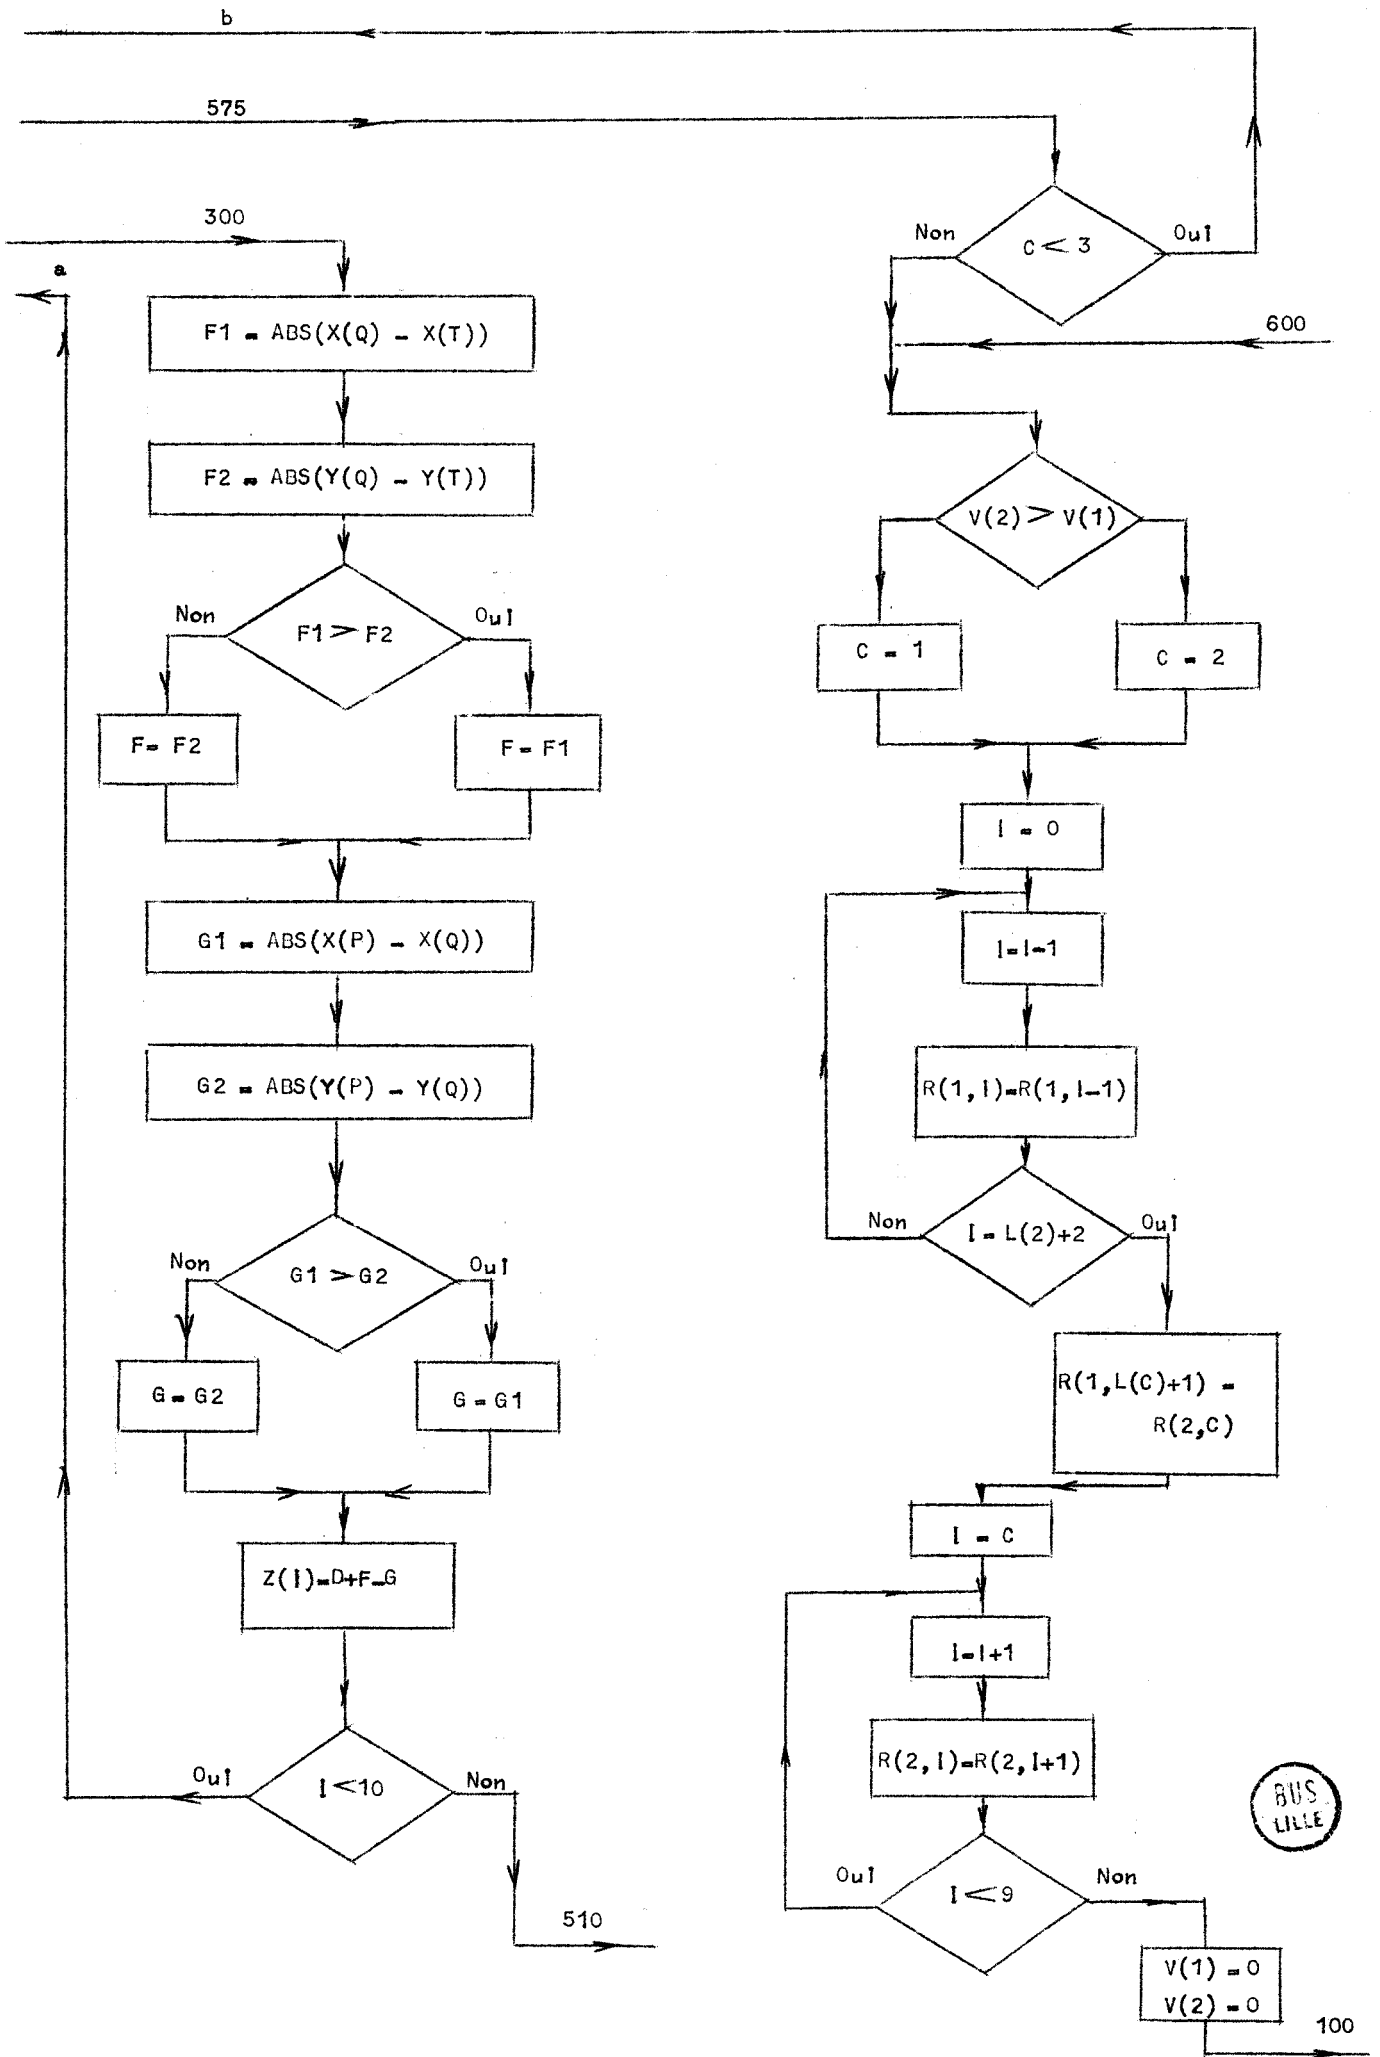 b
575
300
a
F1 = ABS(X(Q) - X(T))
F2 = ABS(Y(Q) - Y(T))
F1 > F2
Non
Oui
F= F2
F = F1
G1 = ABS(X(P) - X(Q))
G2 = ABS(Y(P) - Y(Q))
G1 > G2
Non
Oui
G = G2
G = G1
Z(I)=D+F-G
Oui
I < 10
Non
510
Non
C < 3
Oui
600
V(2) > V(1)
C = 1
C = 2
I = 0
I=I-1
R(1,I)=R(1,I-1)
Non
I = L(2)+2
Oui
R(1,L(C)+1) =
R(2,C)
I = C
I=I+1
R(2,I)=R(2,I+1)
Oui
I < 9
Non
V(1) = 0
V(2) = 0
100
BUS
LILLE